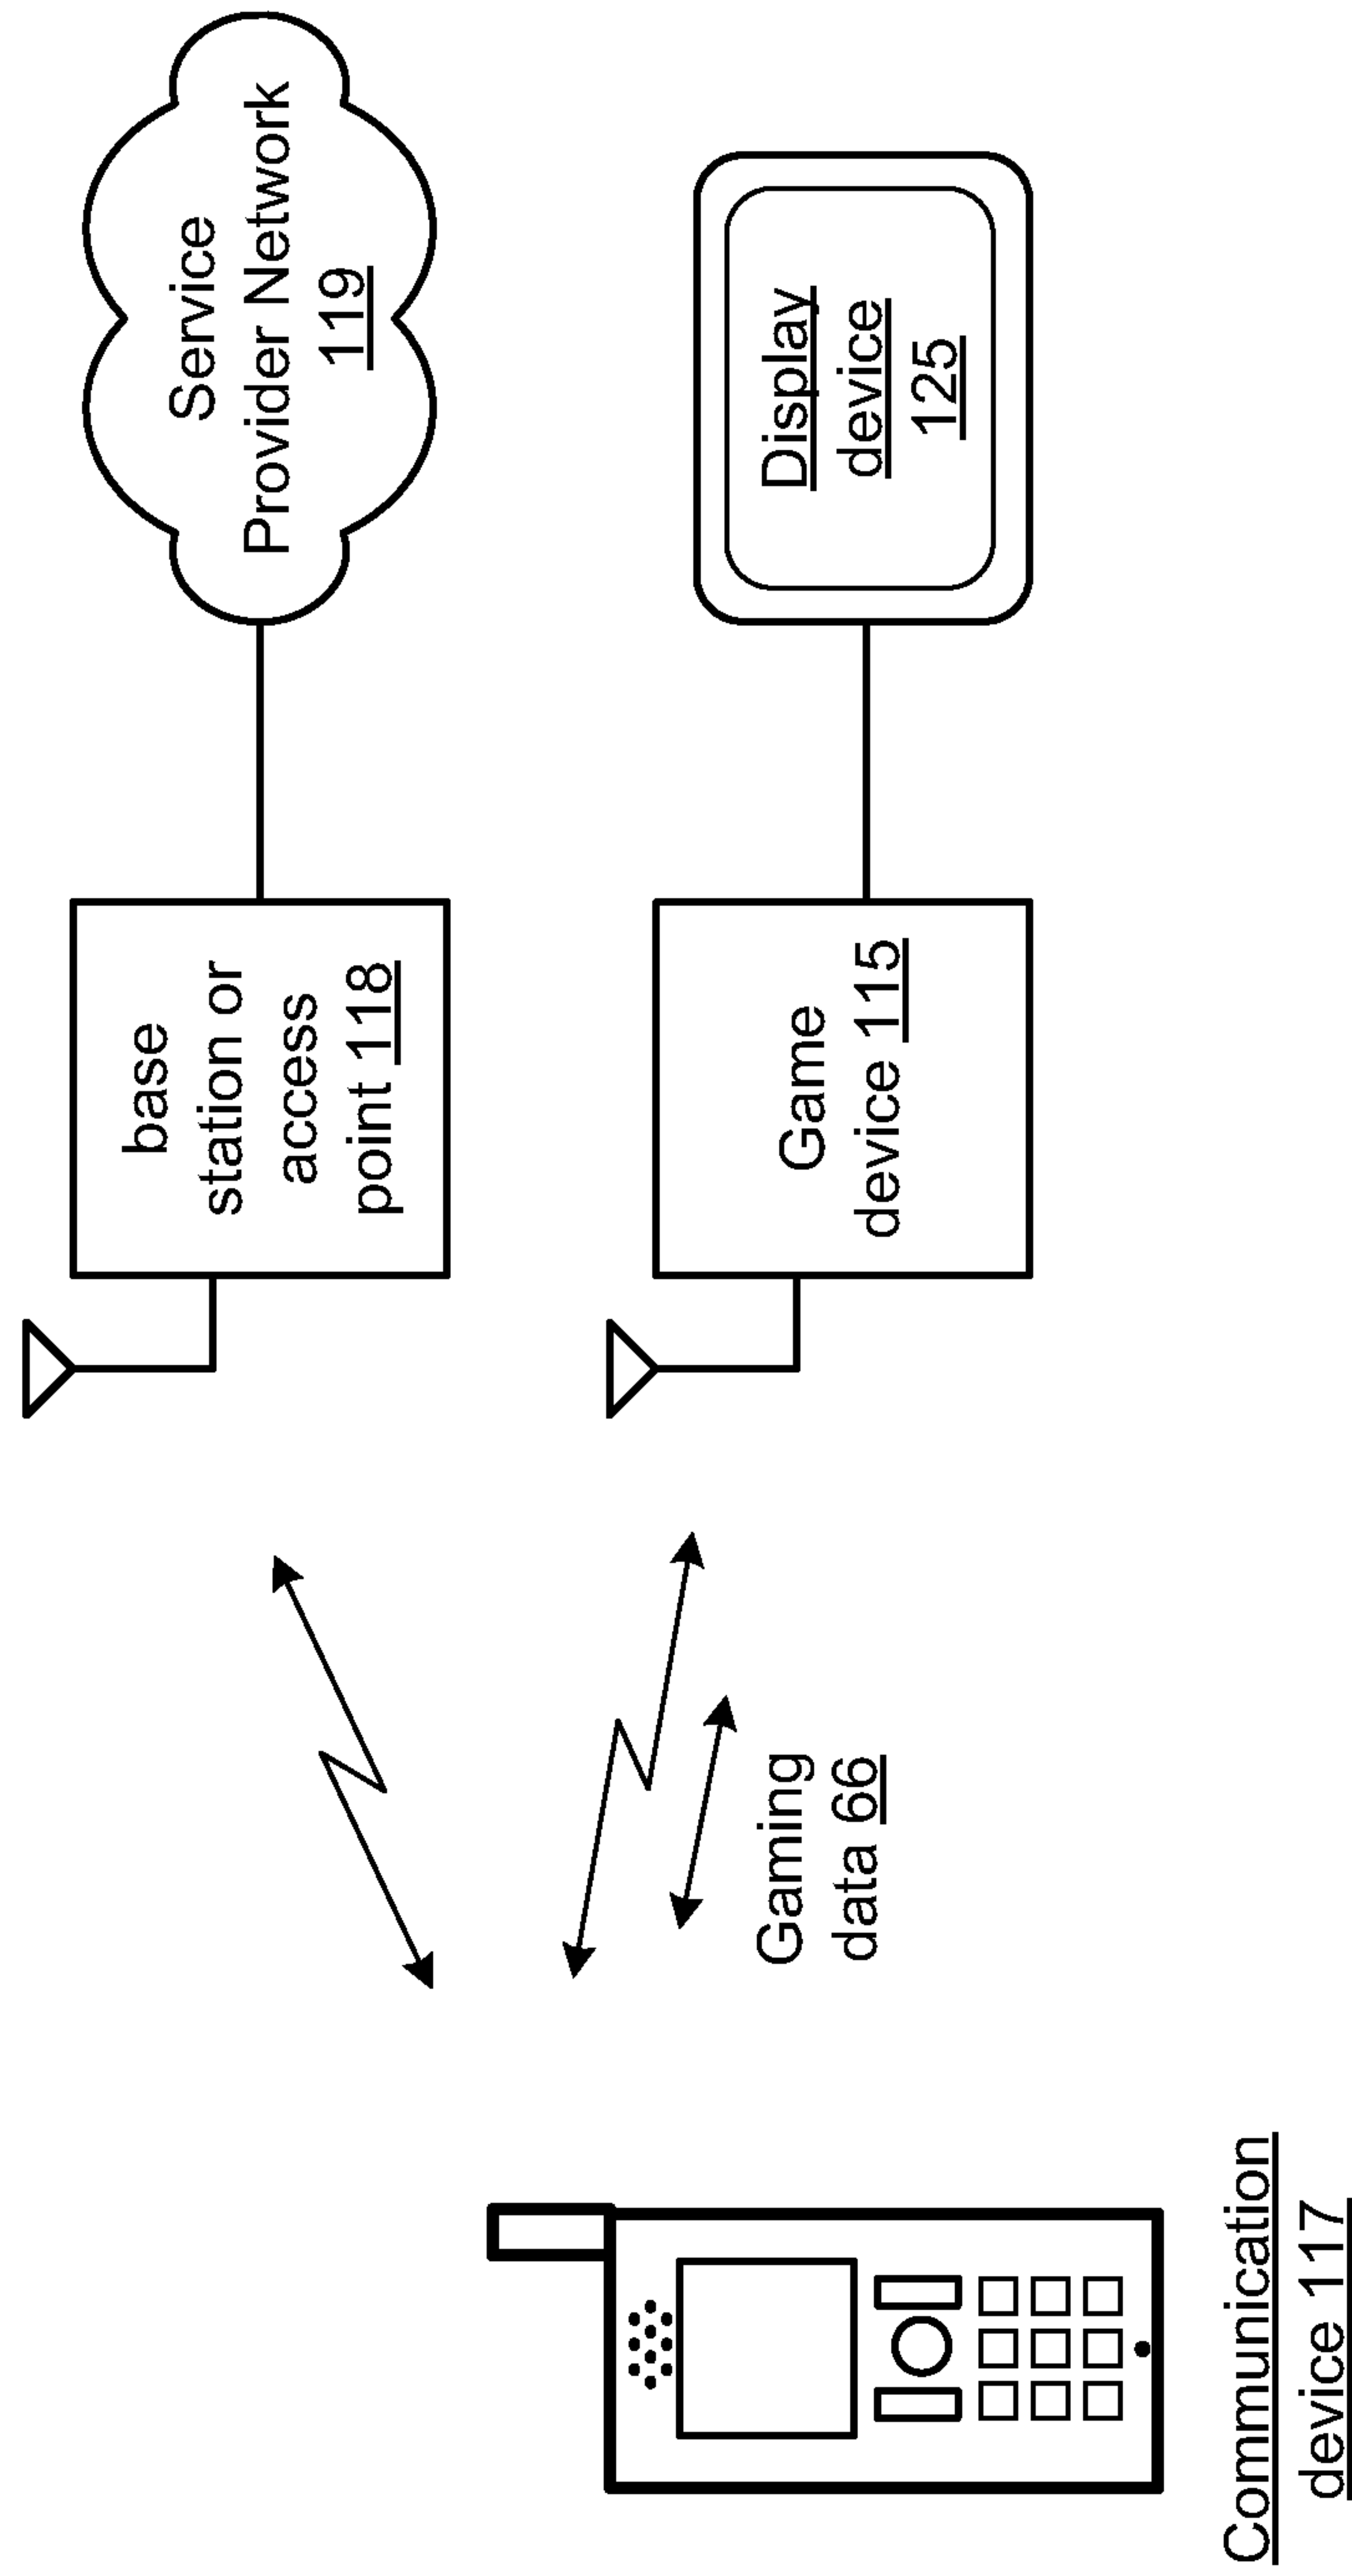 Service
Provider Network
119
base
station or
access
point 118
Display
device
125
Game
device 115
Gaming
data 66
Communication
device 117